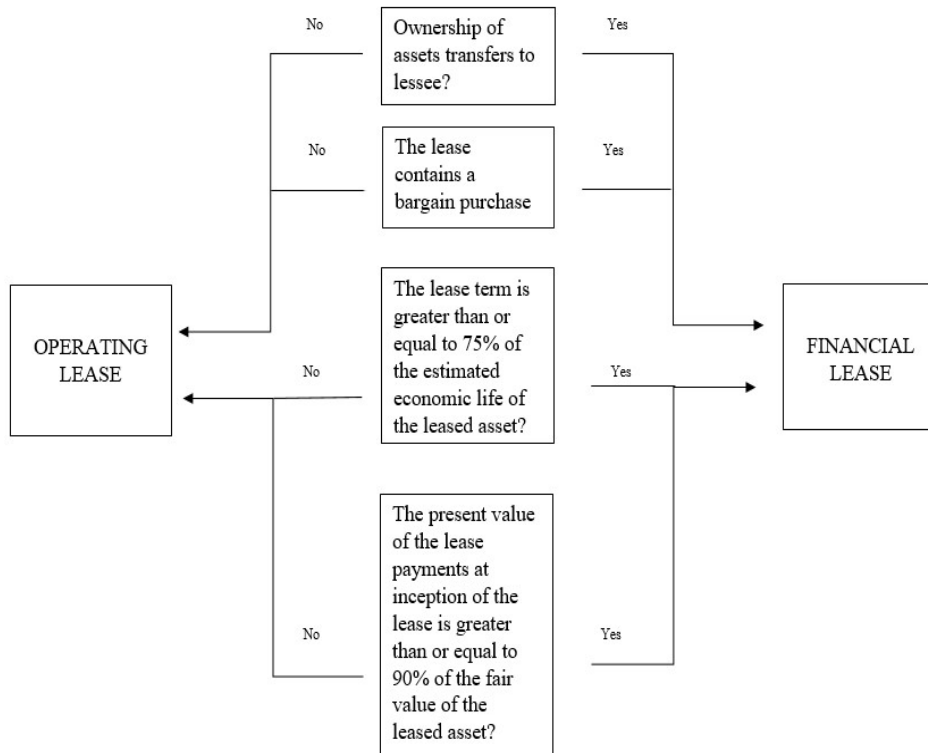 No
Ownership of
assets transfers to
lessee?
Yes
No
The lease
contains a
bargain purchase
Yes
OPERATING
LEASE
No
The lease term is
greater than or
equal to 75% of
the estimated
economic life of
the leased asset?
Yes
FINANCIAL
LEASE
No
The present value
of the lease
payments at
inception of the
lease is greater
than or equal to
90% of the fair
value of the
leased asset?
Yes